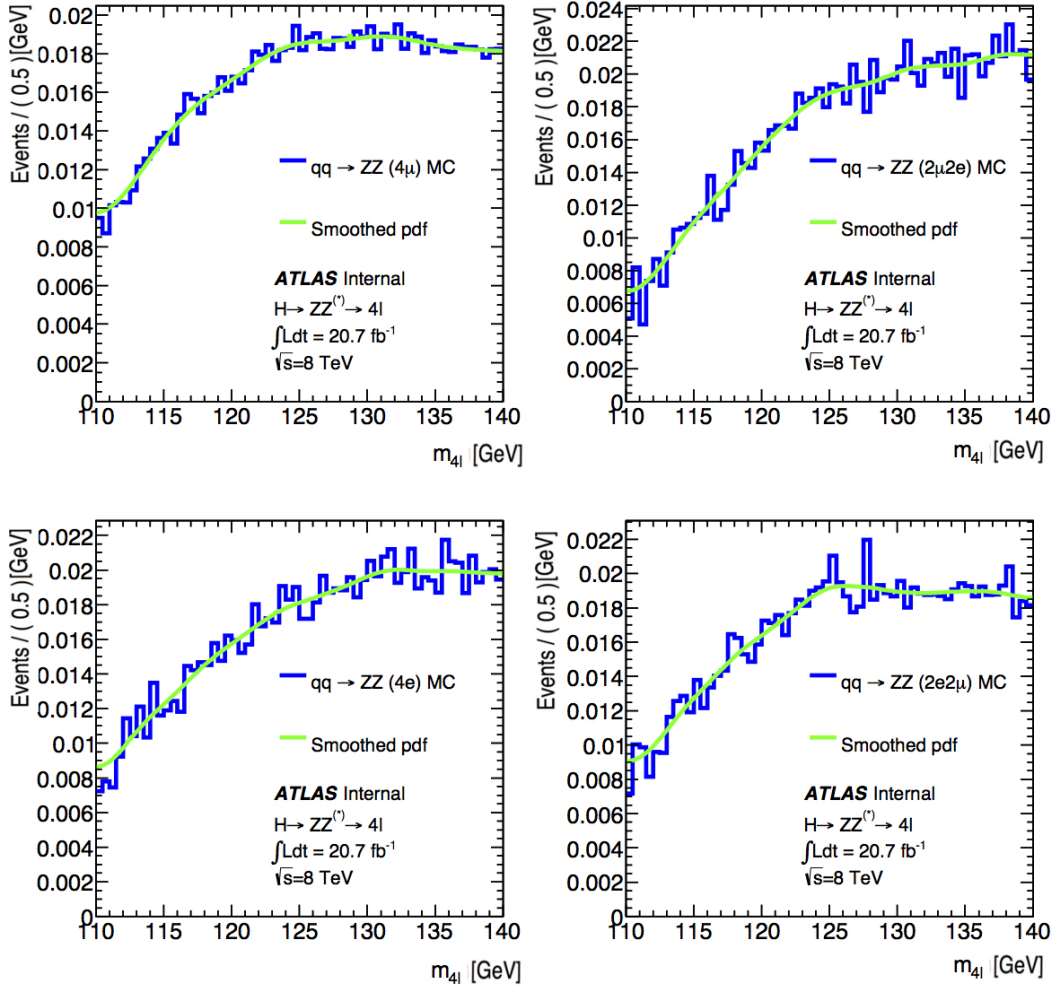 Events / ( 0.5 )[GeV]
0.02
0.018
0.016
0.014
0.012
0.01
0.008
0.006
0.004
0.002
0
qq → ZZ (4μ) MC
Smoothed pdf
ATLAS Internal
H→ ZZ(*)→ 4l
∫Ldt = 20.7 fb-1
√s=8 TeV
110 115 120 125 130 135 140
m4l [GeV]
Events / ( 0.5 )[GeV]
0.024
0.022
0.02
0.018
0.016
0.014
0.012
0.01
0.008
0.006
0.004
0.002
0
qq → ZZ (2μ2e) MC
Smoothed pdf
ATLAS Internal
H→ ZZ(*)→ 4l
∫Ldt = 20.7 fb-1
√s=8 TeV
110 115 120 125 130 135 140
m4l [GeV]
Events / ( 0.5 )[GeV]
0.022
0.02
0.018
0.016
0.014
0.012
0.01
0.008
0.006
0.004
0.002
0
qq → ZZ (4e) MC
Smoothed pdf
ATLAS Internal
H→ ZZ(*)→ 4l
∫Ldt = 20.7 fb-1
√s=8 TeV
110 115 120 125 130 135 140
m4l [GeV]
Events / ( 0.5 )[GeV]
0.022
0.02
0.018
0.016
0.014
0.012
0.01
0.008
0.006
0.004
0.002
0
qq → ZZ (2e2μ) MC
Smoothed pdf
ATLAS Internal
H→ ZZ(*)→ 4l
∫Ldt = 20.7 fb-1
√s=8 TeV
110 115 120 125 130 135 140
m4l [GeV]